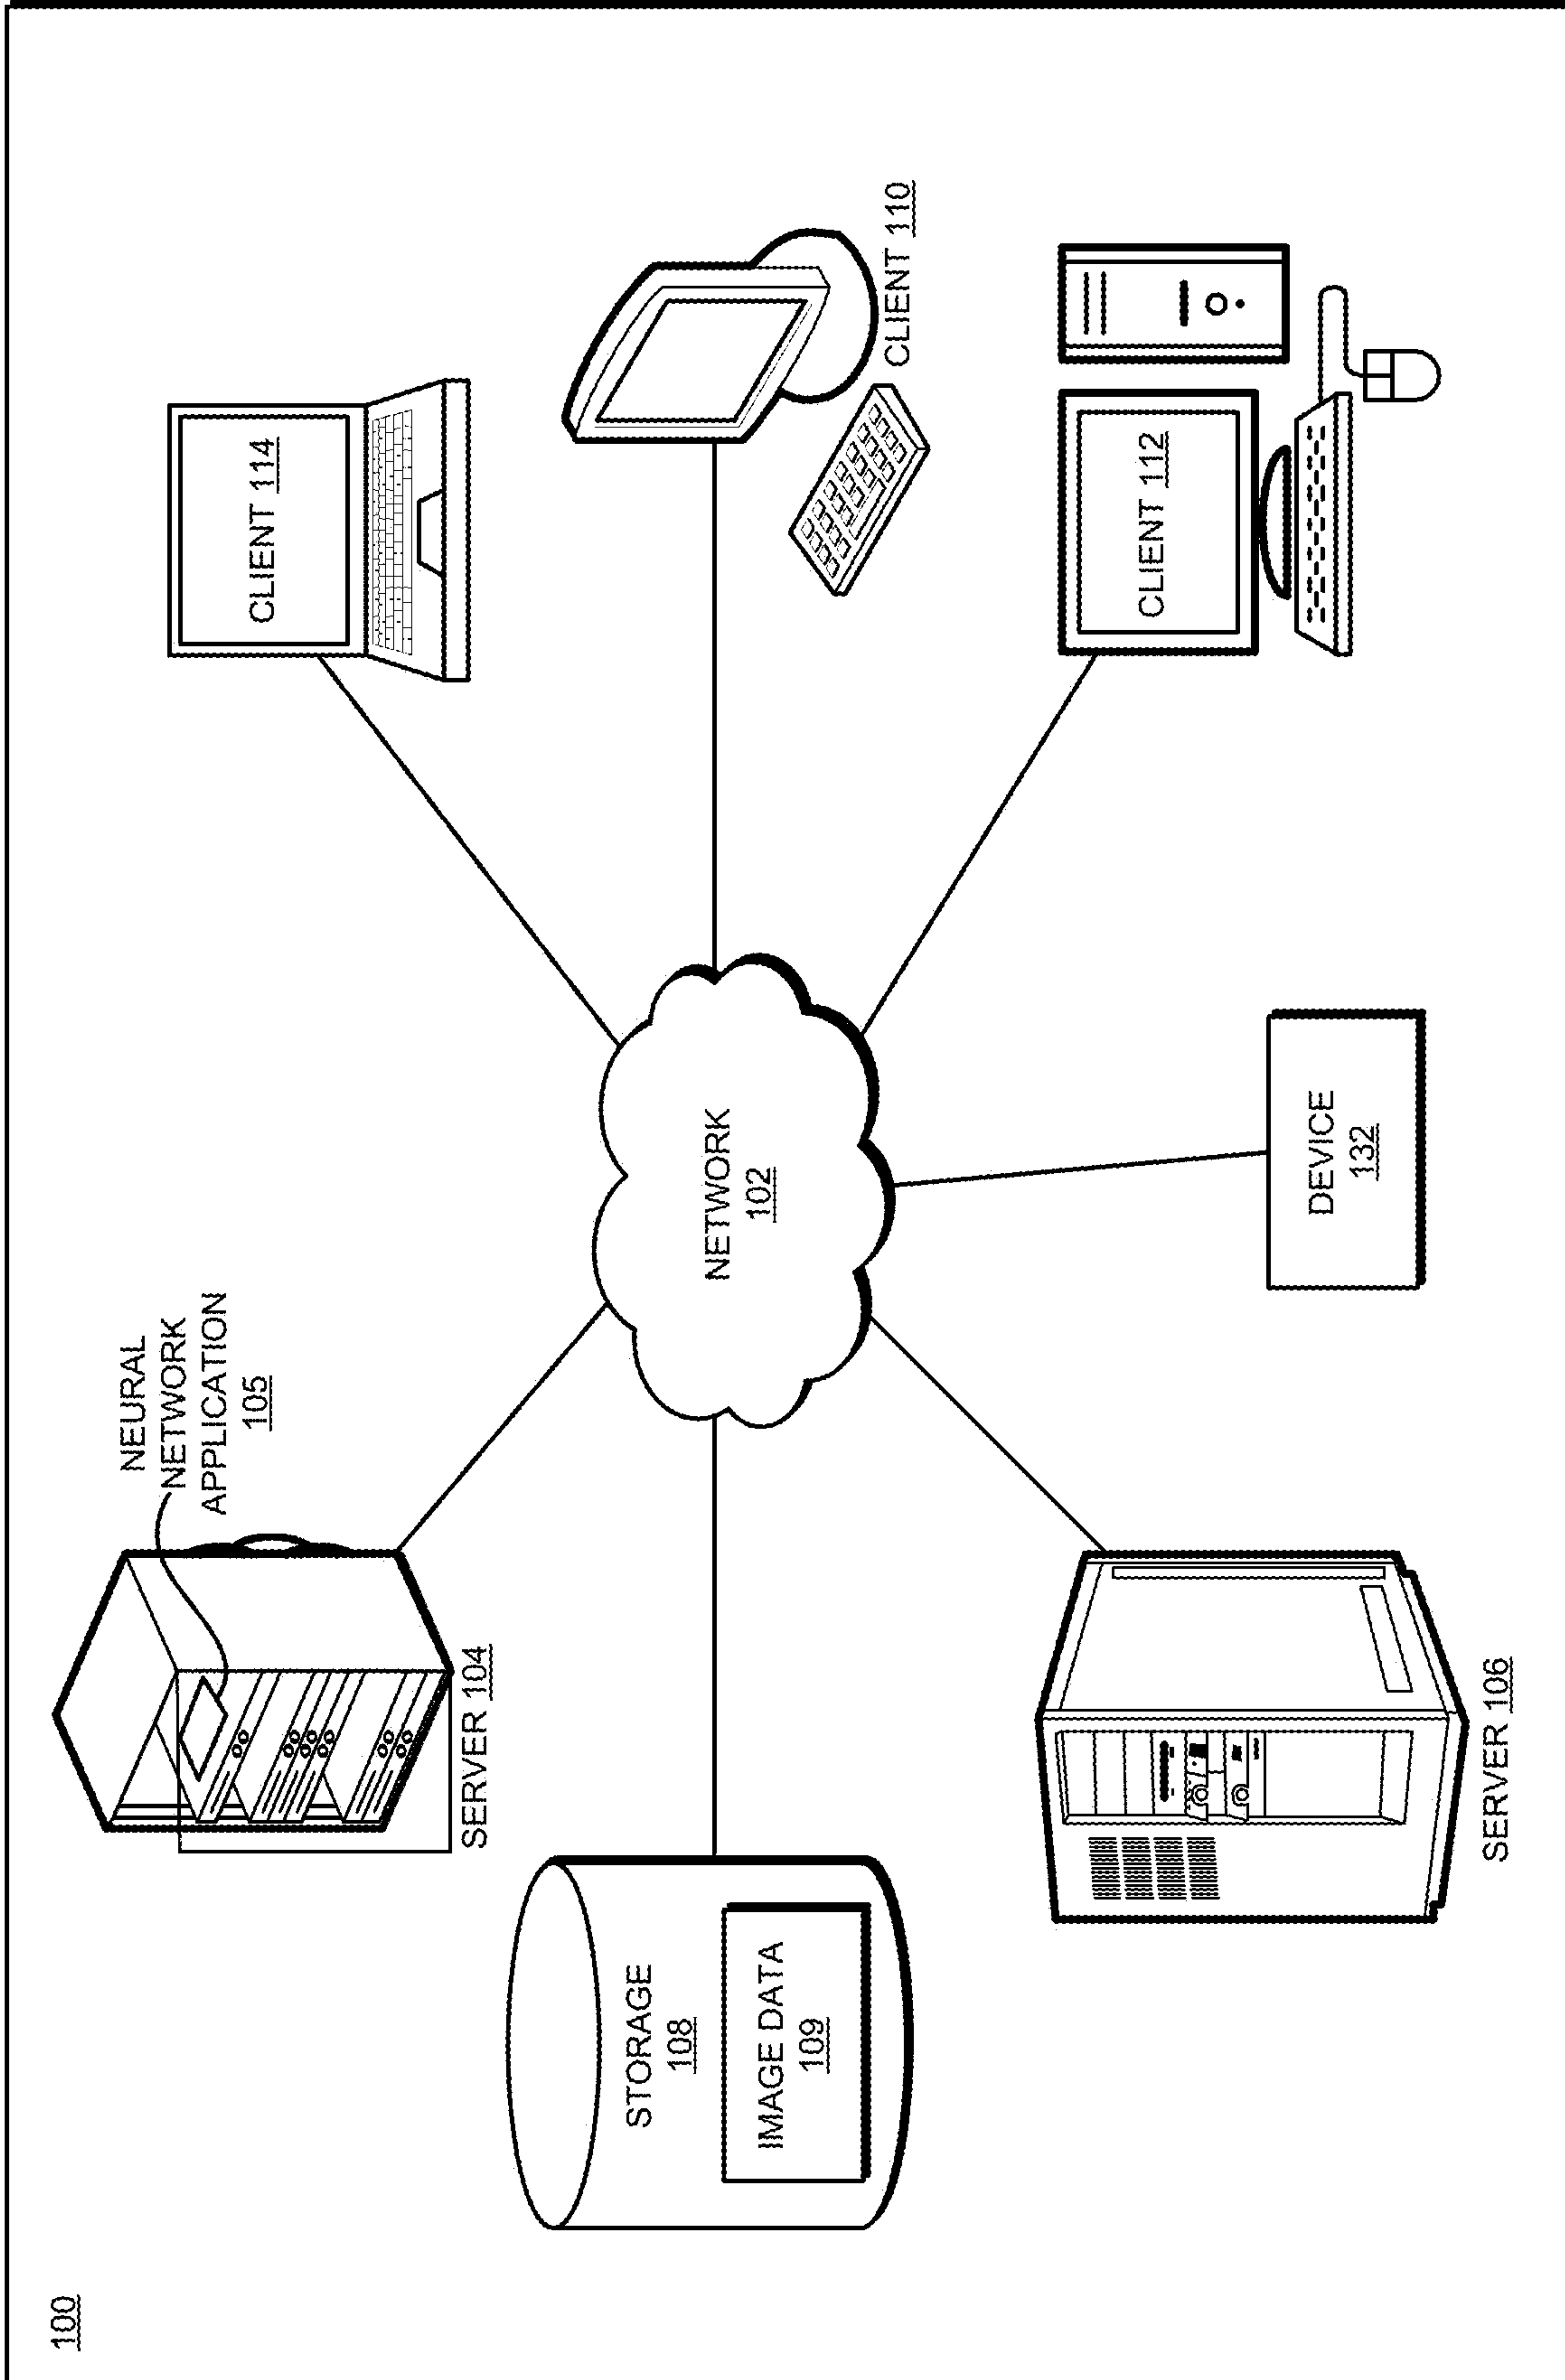 100
NEURAL
NETWORK
APPLICATION
105
SERVER 104
CLIENT 114
STORAGE
108
IMAGE DATA
109
NETWORK
102
CLIENT 110
SERVER 106
DEVICE
132
CLIENT 112